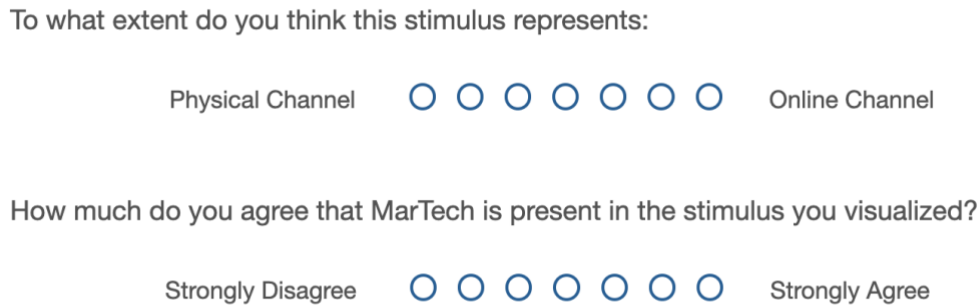 To what extent do you think this stimulus represents:
Physical Channel Online Channel
How much do you agree that MarTech is present in the stimulus you visualized?
Strongly Disagree Strongly Agree